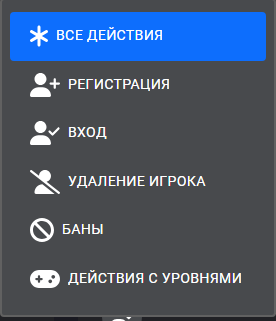 ВСЕ ДЕЙСТВИЯ
РЕГИСТРАЦИЯ
ВХОД
УДАЛЕНИЕ ИГРОКА
БАНЫ
ДЕЙСТВИЯ С УРОВНЯМИ